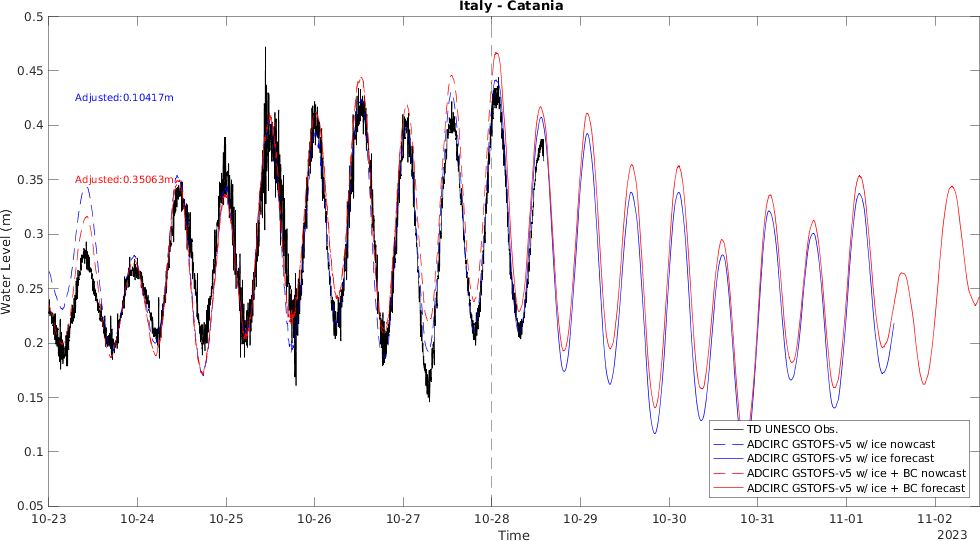 Italy - Catania
0.5
0.45
0.4
0.35
0.3
0.25
0.2
0.15
0.1
0.05
Water Level (m)
Adjusted:0.10417m
Adjusted:0.35063m
TD UNESCO Obs.
ADCIRC GSTOFS-v5 w/ ice nowcast
ADCIRC GSTOFS-v5 w/ ice forecast
ADCIRC GSTOFS-v5 w/ ice + BC nowcast
ADCIRC GSTOFS-v5 w/ ice + BC forecast
10-23 10-24 10-25 10-26 10-27 10-28 10-29 10-30 10-31 11-01 11-02
Time
2023